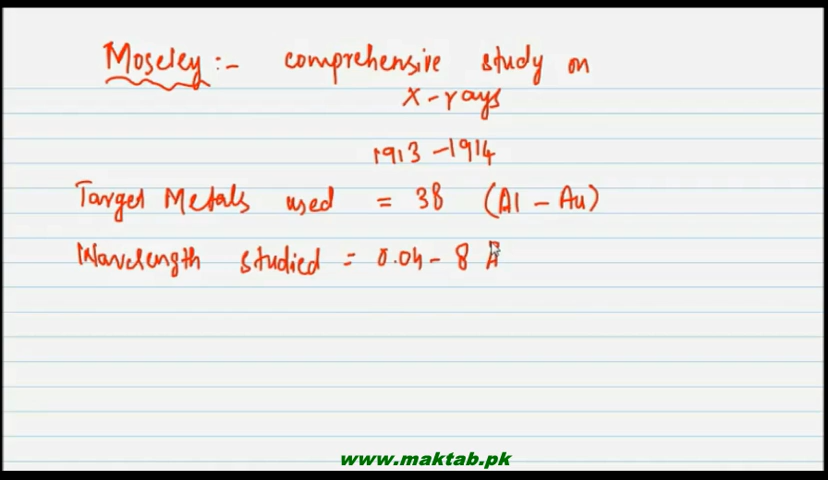 Moseley :- comprehensive study on
X-rays
1913 - 1914
Target Metals used = 38 (Al - Au)
Wavelength studied = 0.04 - 8 Å
www.maktab.pk